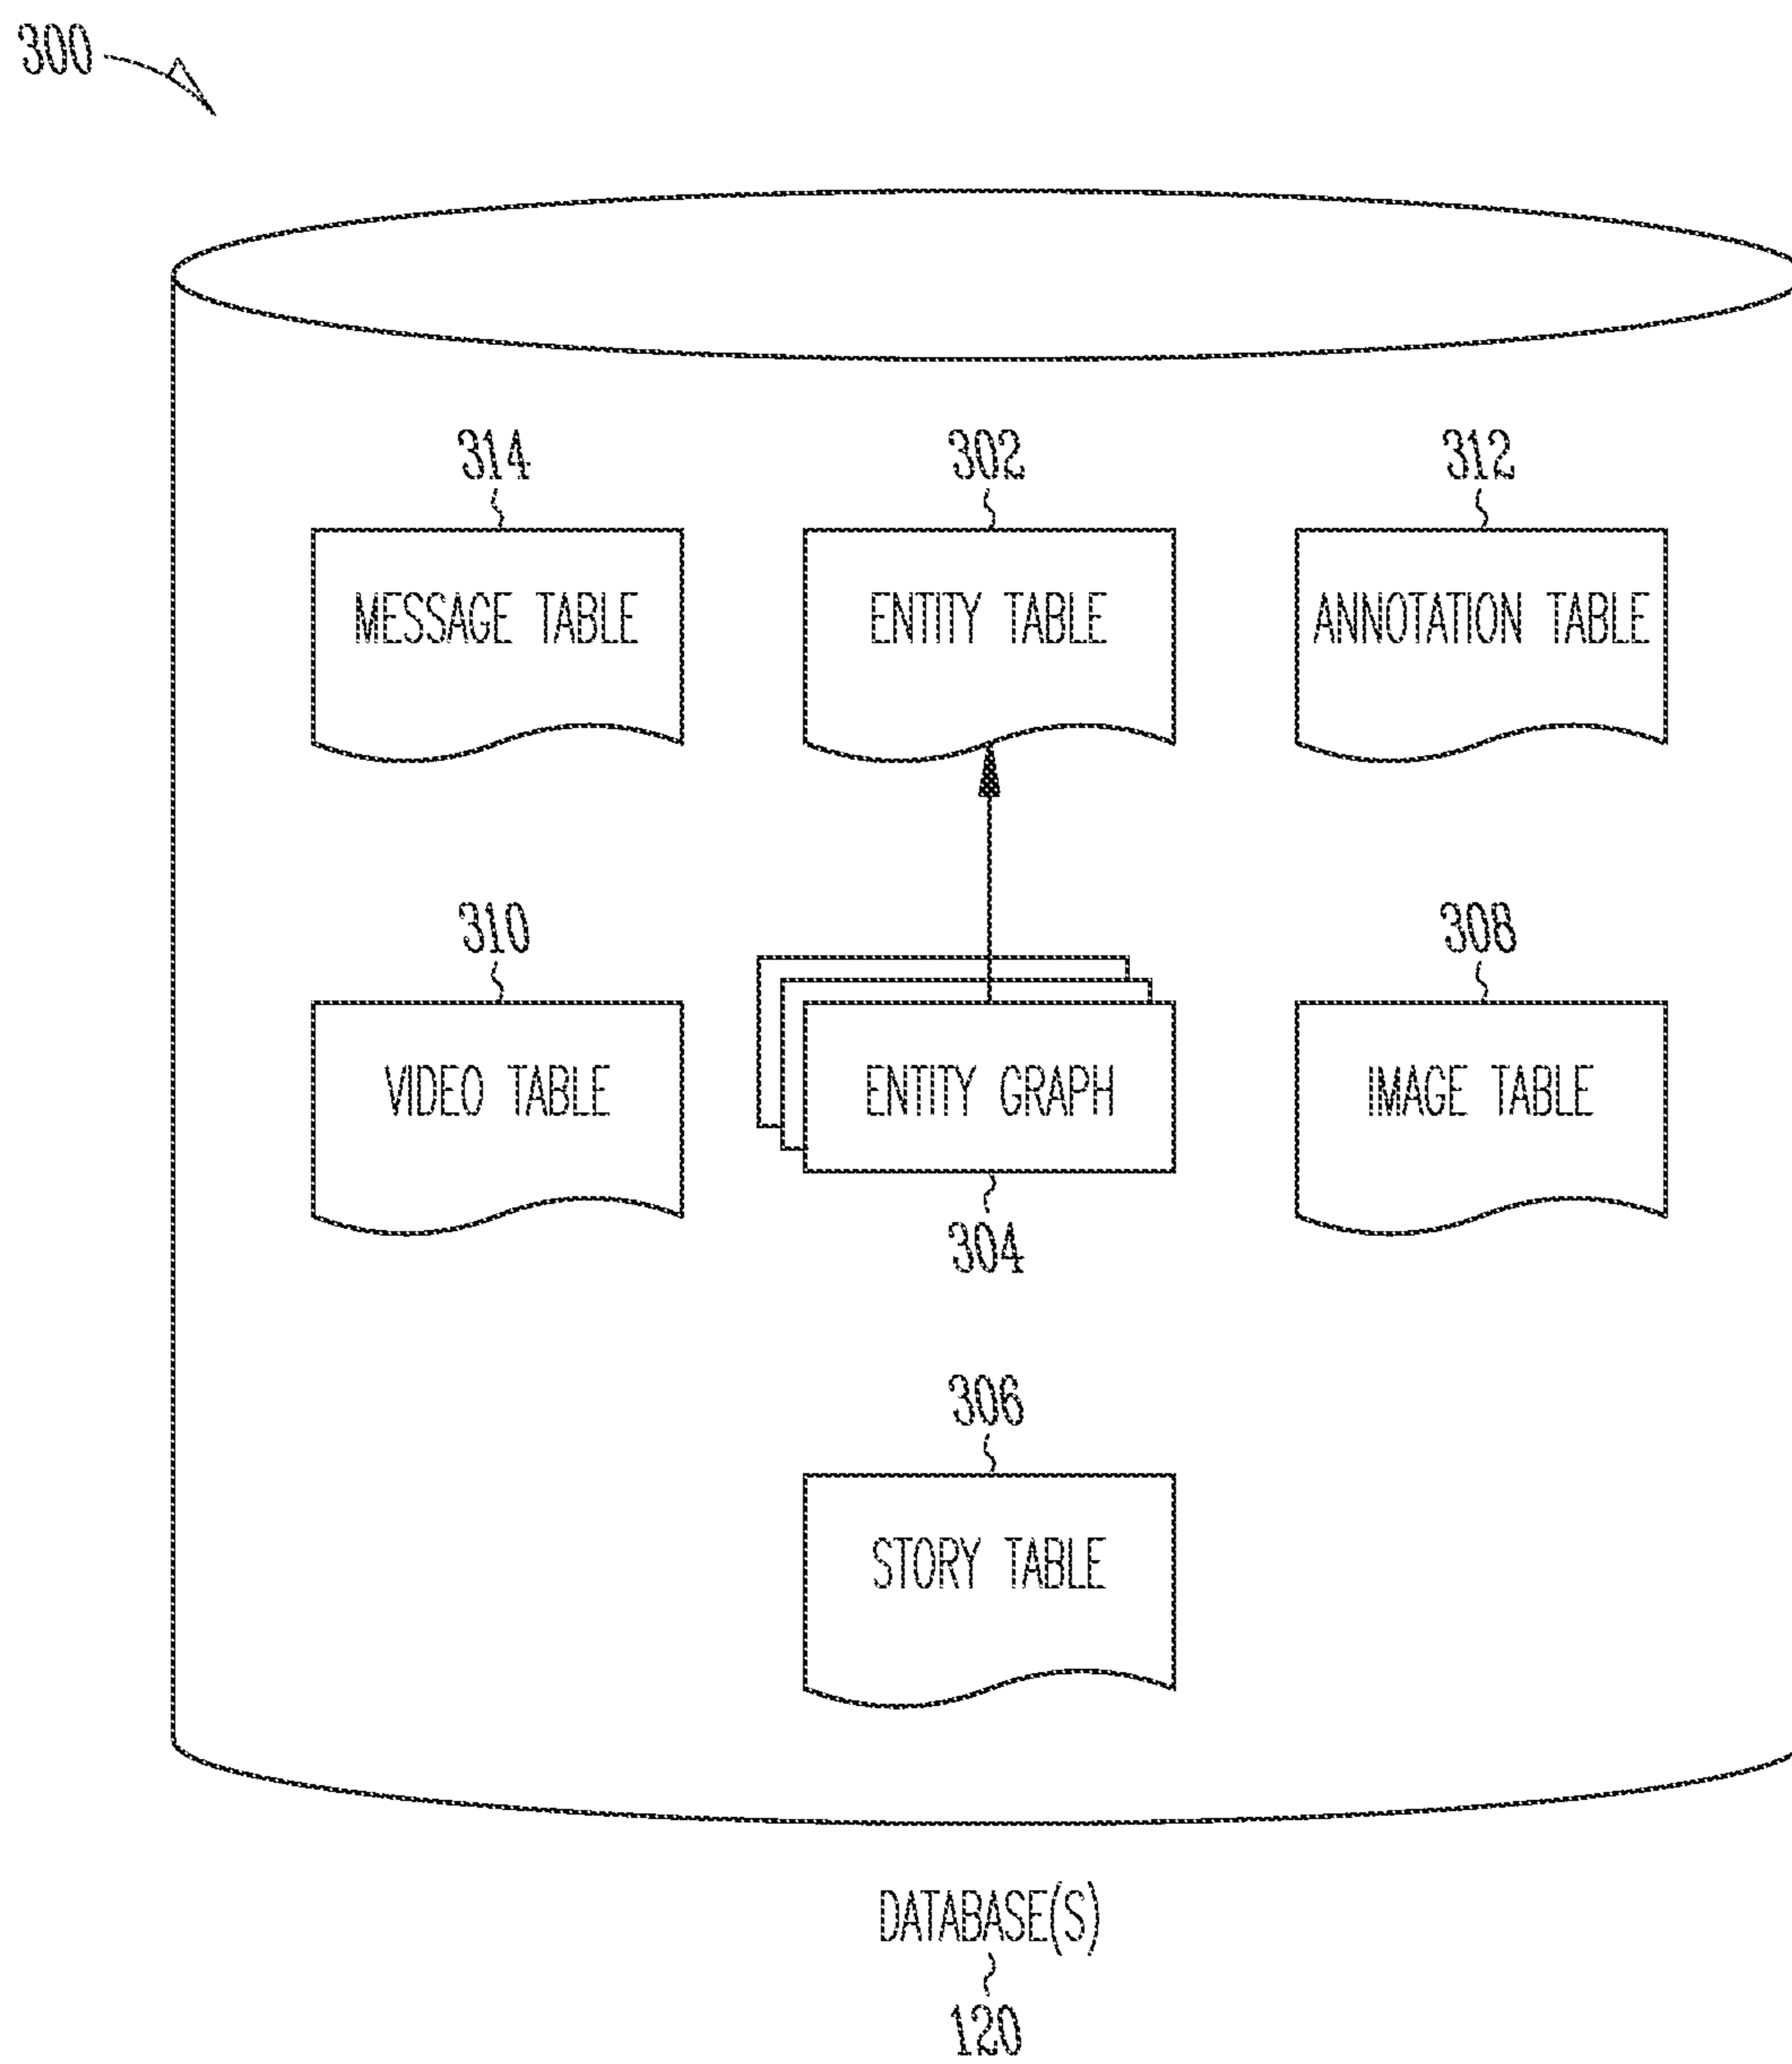 300
314
302
312
MESSAGE TABLE
ENTITY TABLE
ANNOTATION TABLE
310
308
VIDEO TABLE
ENTITY GRAPH
IMAGE TABLE
304
306
STORY TABLE
DATABASE(S)
120